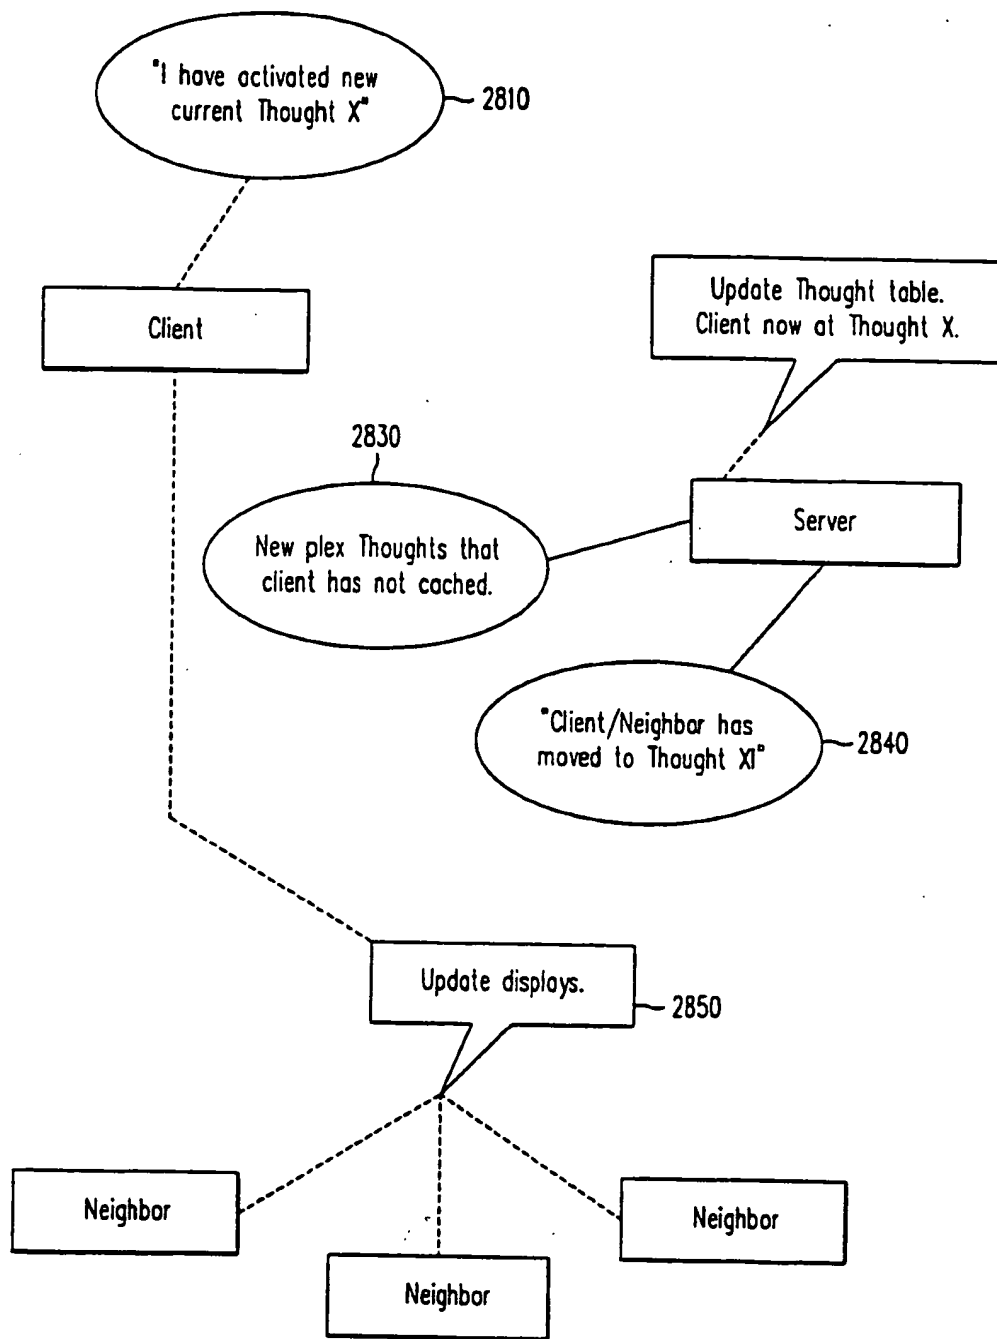 "I have activated new
current Thought X"
2810
Client
Update Thought table.
Client now at Thought X.
2830
New plex Thoughts that
client has not cached.
Server
"Client/Neighbor has
moved to Thought XI"
2840
Update displays.
2850
Neighbor
Neighbor
Neighbor